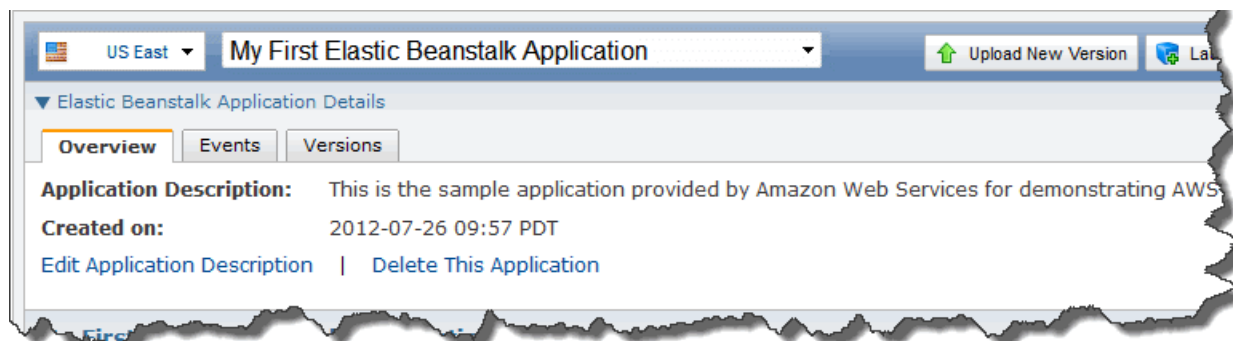 US East My First Elastic Beanstalk Application Upload New Version
Elastic Beanstalk Application Details
Overview Events Versions
Application Description: This is the sample application provided by Amazon Web Services for demonstrating AWS
Created on: 2012-07-26 09:57 PDT
Edit Application Description | Delete This Application